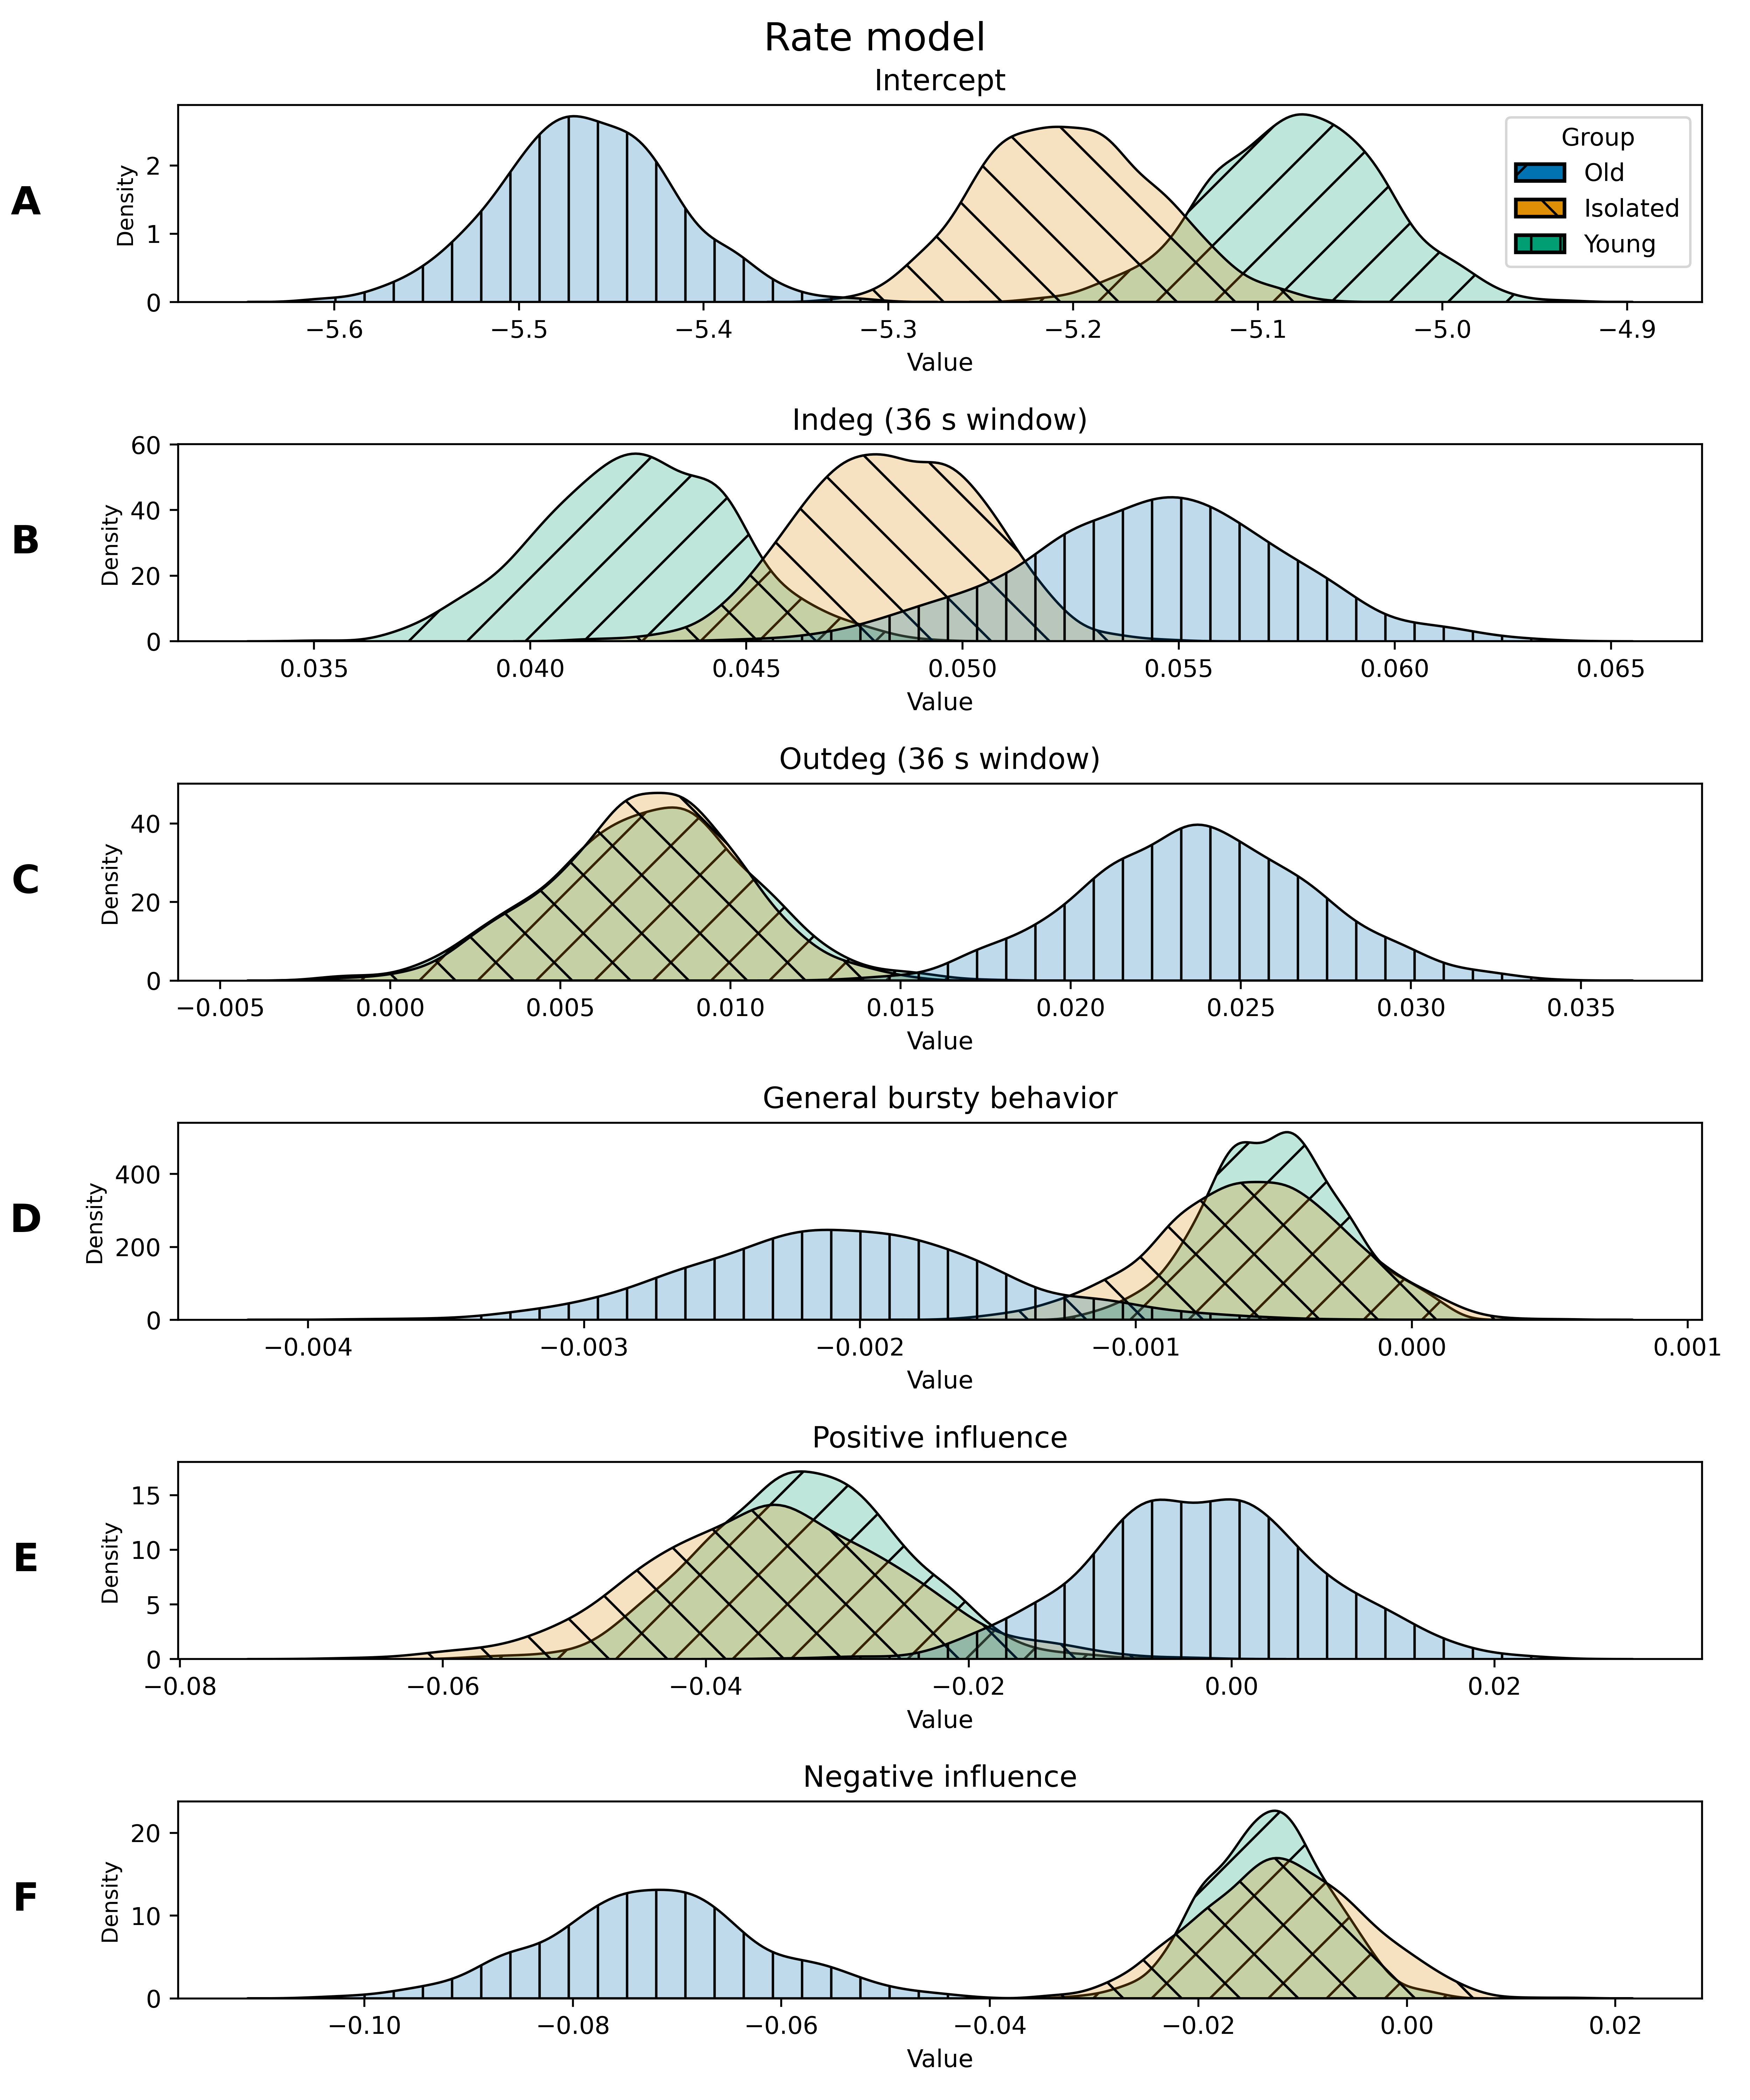 Rate model
Intercept
A
Density
2
1
0
Group
Old
Isolated
Young
−5.6 −5.5 −5.4 −5.3 −5.2 −5.1 −5.0 −4.9
Value
Indeg (36 s window)
B
Density
60
40
20
0
0.035 0.040 0.045 0.050 0.055 0.060 0.065
Value
Outdeg (36 s window)
C
Density
40
20
0
−0.005 0.000 0.005 0.010 0.015 0.020 0.025 0.030 0.035
Value
General bursty behavior
D
Density
400
200
0
−0.004 −0.003 −0.002 −0.001 0.000 0.001
Value
Positive influence
E
Density
15
10
5
0
−0.08 −0.06 −0.04 −0.02 0.00 0.02
Value
Negative influence
F
Density
20
10
0
−0.10 −0.08 −0.06 −0.04 −0.02 0.00 0.02
Value